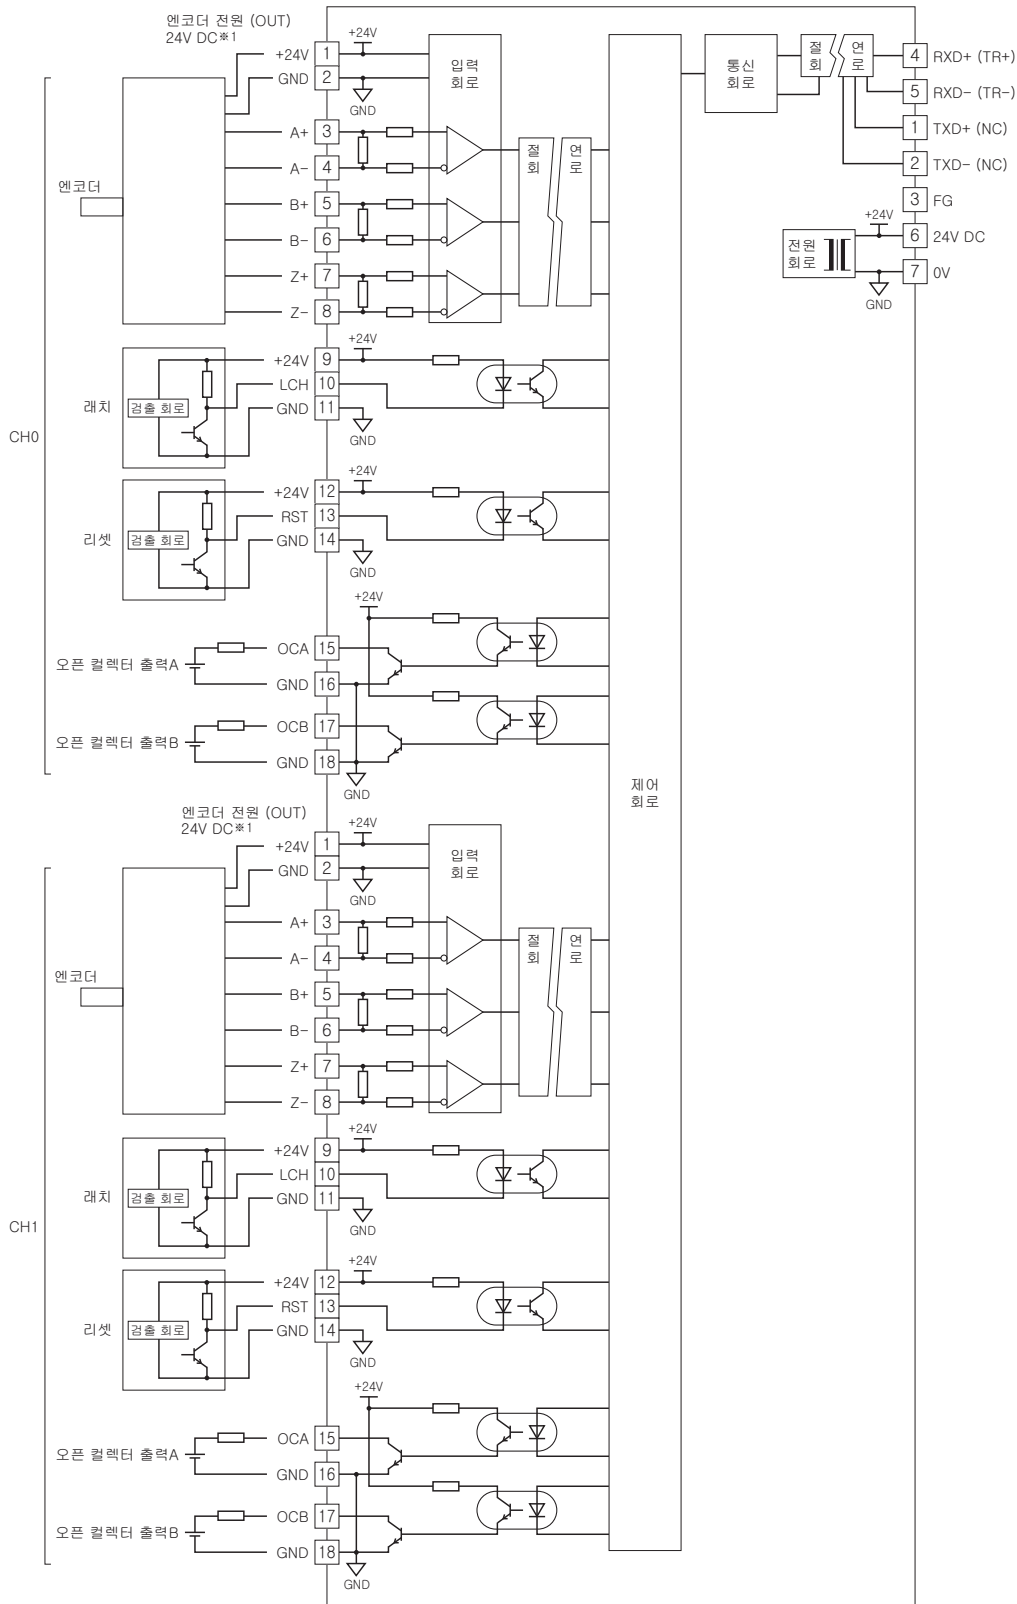 엔코더 전원 (OUT)
24V DC※1
+24V 1 +24V
GND 2
GND
입력
회로
A+ 3
A- 4
B+ 5
B- 6
Z+ 7
Z- 8
엔코더
절 연
회 로
+24V 9 +24V
LCH 10
GND 11
GND
래치
검출 회로
CH0
+24V 12 +24V
RST 13
GND 14
GND
리셋
검출 회로
+24V
OCA 15
오픈 컬렉터 출력A
GND 16
OCB 17
오픈 컬렉터 출력B
GND 18
GND
제어
회로
통신
회로
절 연
회 로
4 RXD+ (TR+)
5 RXD- (TR-)
1 TXD+ (NC)
2 TXD- (NC)
3 FG
+24V
6 24V DC
7 0V
GND
전원
회로
엔코더 전원 (OUT)
24V DC※1
+24V 1 +24V
GND 2
GND
입력
회로
A+ 3
A- 4
B+ 5
B- 6
Z+ 7
Z- 8
엔코더
절 연
회 로
+24V 9 +24V
LCH 10
GND 11
GND
래치
검출 회로
CH1
+24V 12 +24V
RST 13
GND 14
GND
리셋
검출 회로
+24V
OCA 15
오픈 컬렉터 출력A
GND 16
OCB 17
오픈 컬렉터 출력B
GND 18
GND